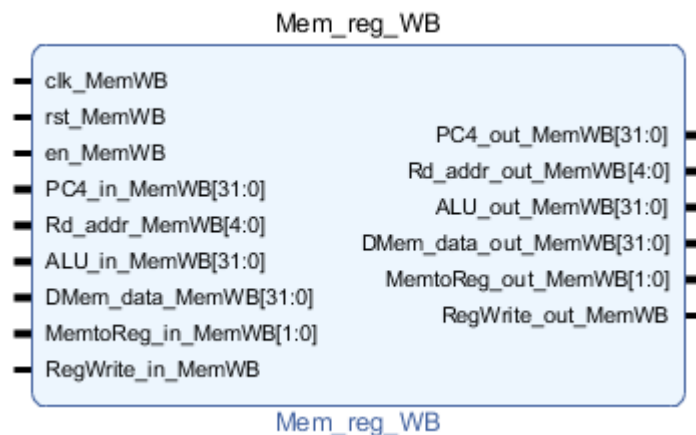 Mem_reg_WB
clk_MemWB
rst_MemWB
en_MemWB
PC4_in_MemWB[31:0]
Rd_addr_MemWB[4:0]
ALU_in_MemWB[31:0]
DMem_data_MemWB[31:0]
MemtoReg_in_MemWB[1:0]
RegWrite_in_MemWB
PC4_out_MemWB[31:0]
Rd_addr_out_MemWB[4:0]
ALU_out_MemWB[31:0]
DMem_data_out_MemWB[31:0]
MemtoReg_out_MemWB[1:0]
RegWrite_out_MemWB
Mem_reg_WB